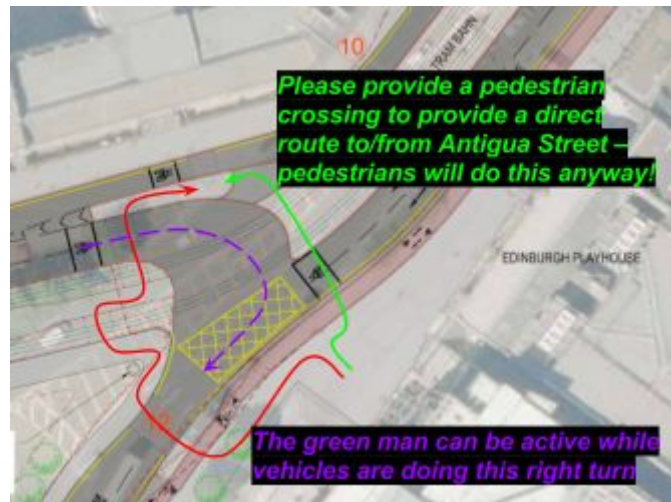 10
TRAM BAHN
Please provide a pedestrian
crossing to provide a direct
route to/from Antigua Street –
pedestrians will do this anyway!
EDINBURGH PLAYHOUSE
The green man can be active while
vehicles are doing this right turn